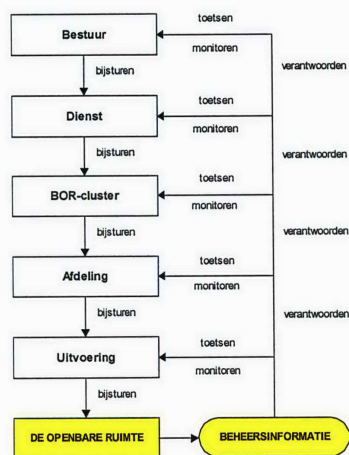 toetsen
Bestuur
monitoren
verantwoorden
bijsturen
toetsen
Dienst
monitoren
verantwoorden
bijsturen
toetsen
BOR-cluster
monitoren
verantwoorden
bijsturen
toetsen
Afdeling
monitoren
verantwoorden
bijsturen
toetsen
Uitvoering
monitoren
bijsturen
DE OPENBARE RUIMTE
BEHEERSINFORMATIE